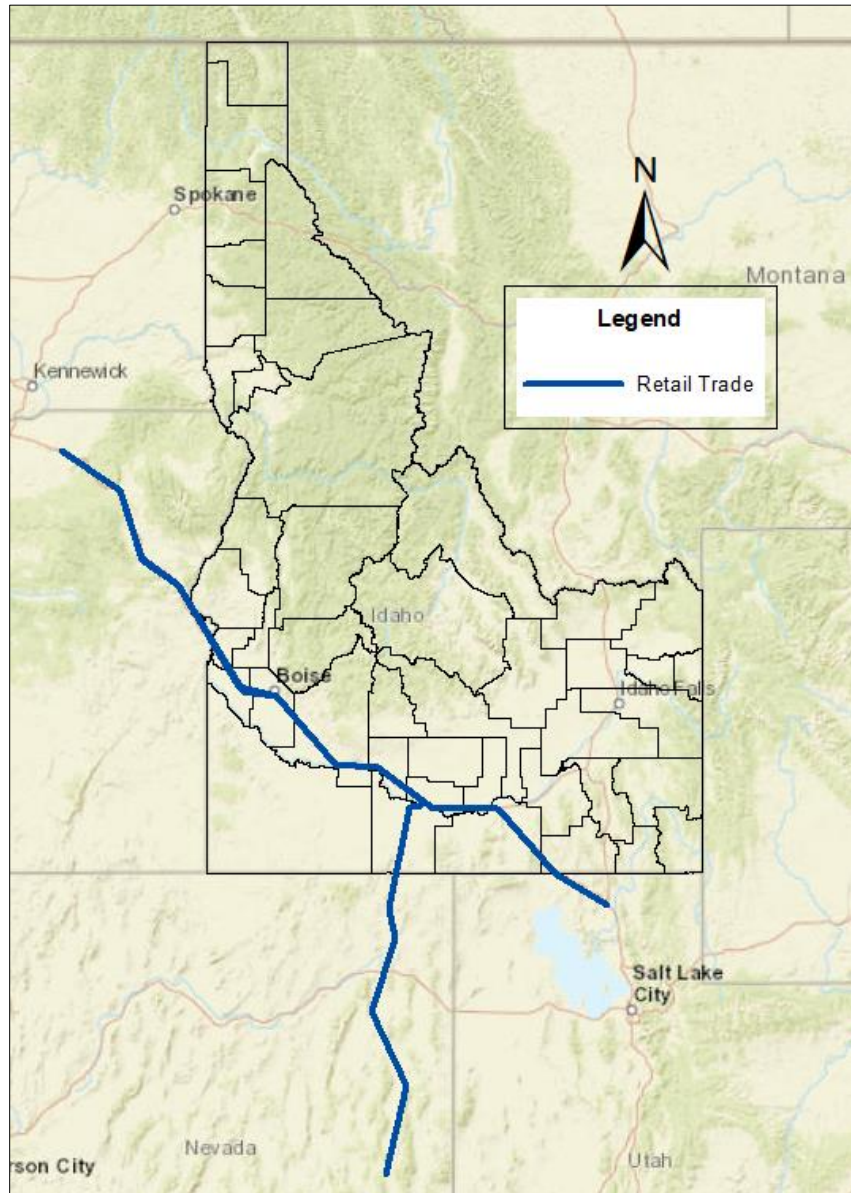 Spokane
N
Montana
Legend
Kennewick
Retail Trade
Idaho
Boise
Idaho Falls
Salt Lake
City
Nevada
rson City
Utah